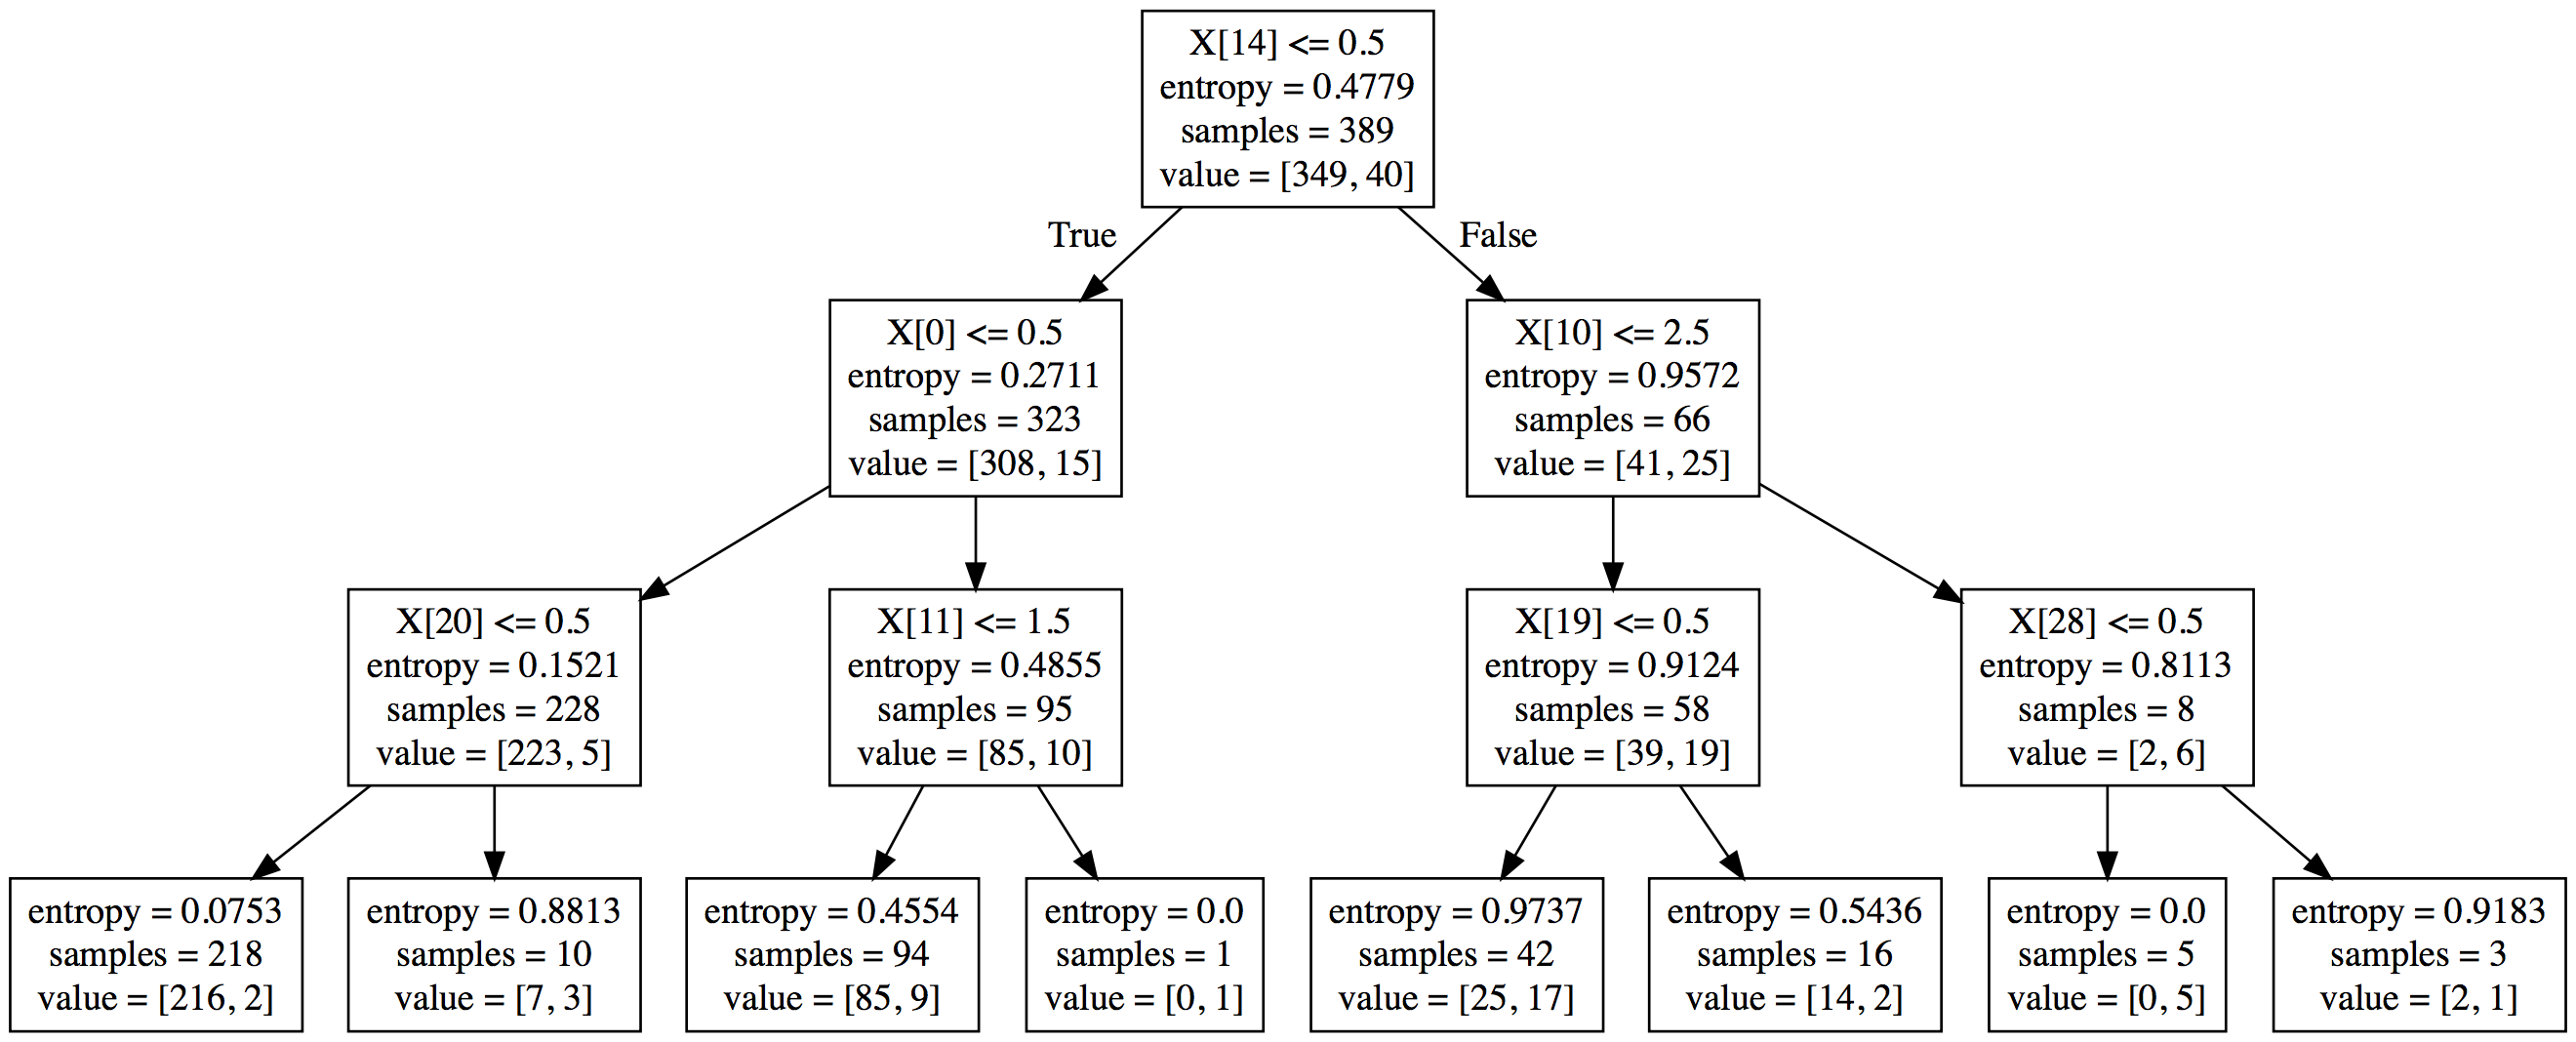 X[14] <= 0.5
entropy = 0.4779
samples = 389
value = [349, 40]
True
False
X[0] <= 0.5
entropy = 0.2711
samples = 323
value = [308, 15]
X[10] <= 2.5
entropy = 0.9572
samples = 66
value = [41, 25]
X[20] <= 0.5
entropy = 0.1521
samples = 228
value = [223, 5]
X[11] <= 1.5
entropy = 0.4855
samples = 95
value = [85, 10]
X[19] <= 0.5
entropy = 0.9124
samples = 58
value = [39, 19]
X[28] <= 0.5
entropy = 0.8113
samples = 8
value = [2, 6]
entropy = 0.0753
samples = 218
value = [216, 2]
entropy = 0.8813
samples = 10
value = [7, 3]
entropy = 0.4554
samples = 94
value = [85, 9]
entropy = 0.0
samples = 1
value = [0, 1]
entropy = 0.9737
samples = 42
value = [25, 17]
entropy = 0.5436
samples = 16
value = [14, 2]
entropy = 0.0
samples = 5
value = [0, 5]
entropy = 0.9183
samples = 3
value = [2, 1]